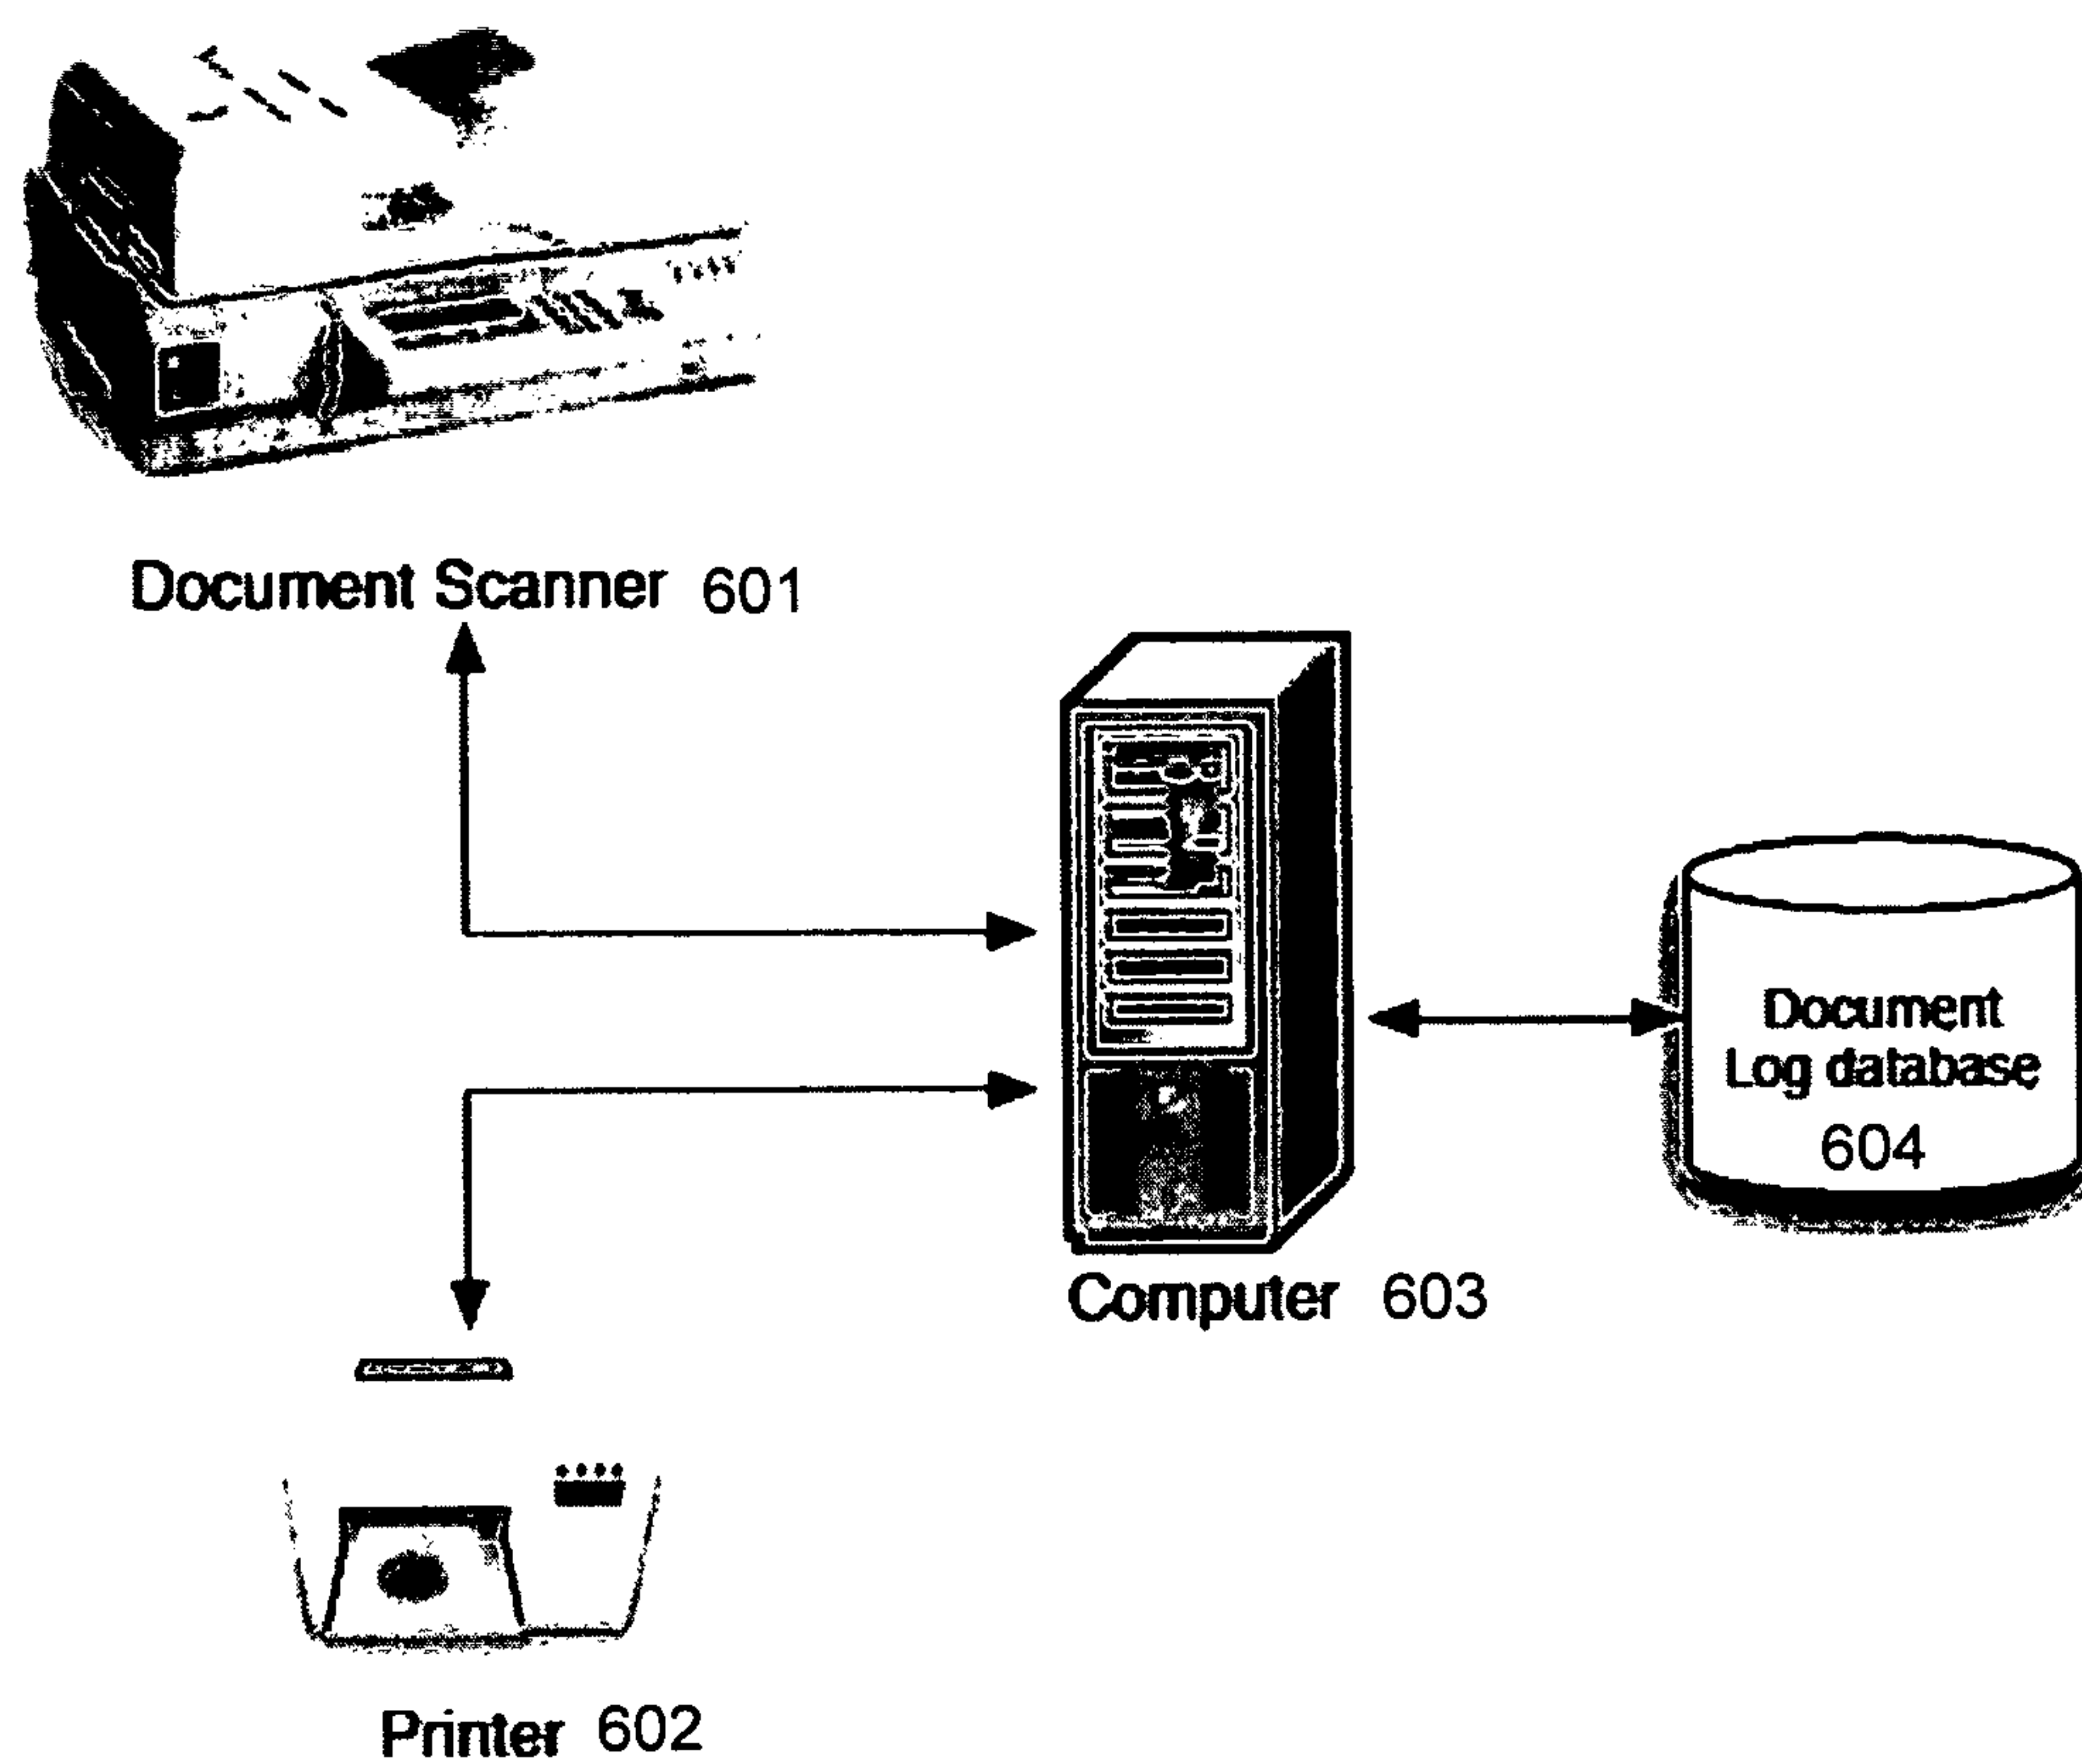 Document Scanner 601
Document
Log database
604
Computer 603
Printer 602